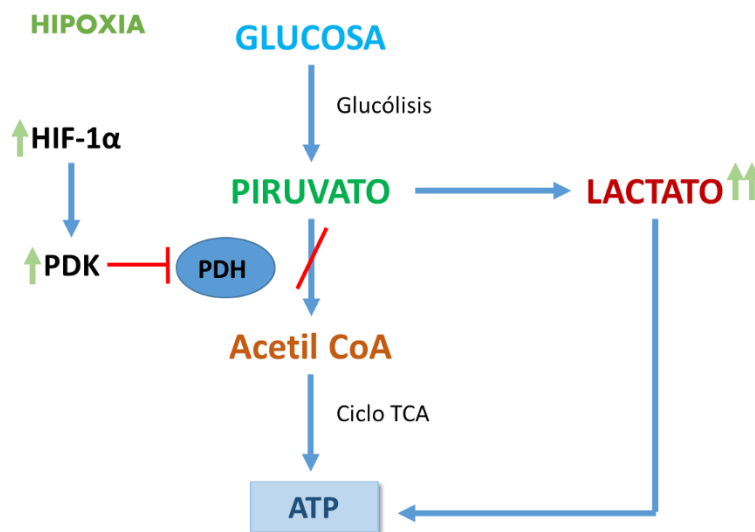 HIPOXIA
GLUCOSA
Glucólisis
HIF-1α
PIRUVATO
LACTATO
PDK
PDH
Acetil CoA
Ciclo TCA
ATP